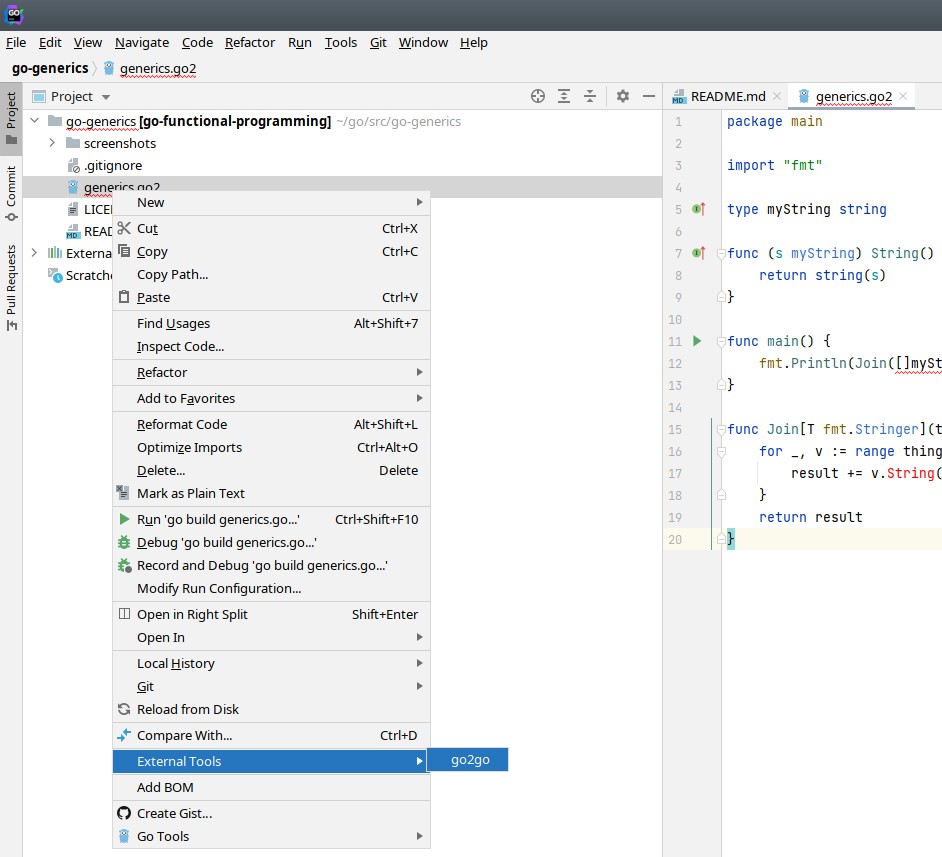 GO
File Edit View Navigate Code Refactor Run Tools Git Window Help
go-generics generics.go2
Project
Commit
Pull Requests
Project
go-generics [go-functional-programming] ~/go/src/go-generics
screenshots
.gitignore
generics.go2
LICE
MD READ
Externa
Scratche
New
Cut Ctrl+X
Copy Ctrl+C
Copy Path...
Paste Ctrl+V
Find Usages Alt+Shift+7
Inspect Code...
Refactor
Add to Favorites
Reformat Code Alt+Shift+L
Optimize Imports Ctrl+Alt+O
Delete... Delete
Mark as Plain Text
Run 'go build generics.go...' Ctrl+Shift+F10
Debug 'go build generics.go...'
Record and Debug 'go build generics.go...'
Modify Run Configuration...
Open in Right Split Shift+Enter
Open In
Local History
Git
Reload from Disk
Compare With... Ctrl+D
External Tools
go2go
Add BOM
Create Gist...
Go Tools
MD README.md generics.go2
1 package main
2
3 import "fmt"
4
5 type myString string
6
7 func (s myString) String()
8 return string(s)
9 }
10
11 func main() {
12 fmt.Println(Join([]mySt
13 }
14
15 func Join[T fmt.Stringer](t
16 for _, v := range thing
17 result += v.String(
18 }
19 return result
20 }